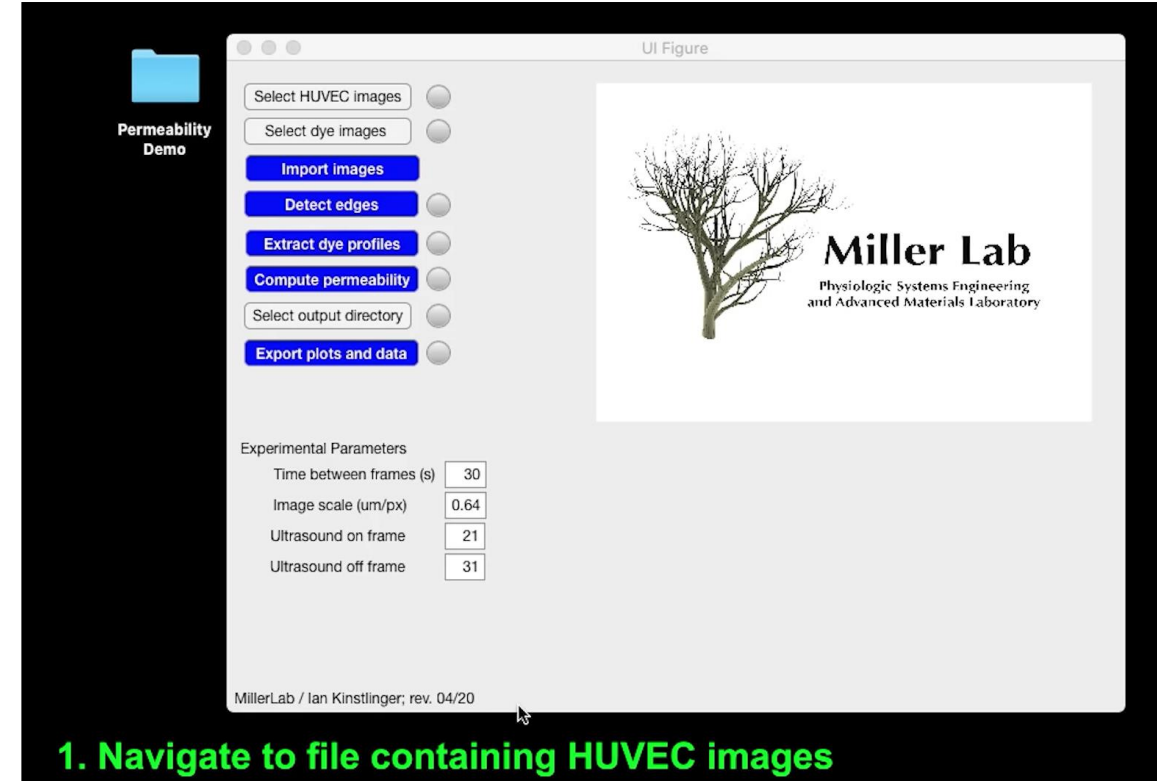 UI Figure
Permeability
Demo
Select HUVEC images
Select dye images
Import images
Detect edges
Extract dye profiles
Compute permeability
Select output directory
Export plots and data
Miller Lab
Physiologic Systems Engineering
and Advanced Materials Laboratory
Experimental Parameters
Time between frames (s) 30
Image scale (um/px) 0.64
Ultrasound on frame 21
Ultrasound off frame 31
MillerLab / Ian Kinstlinger; rev. 04/20
1. Navigate to file containing HUVEC images